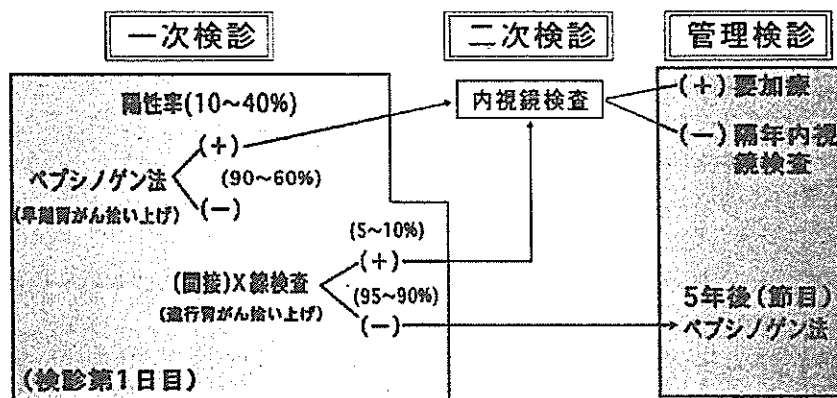 一次検診
二次検診
管理検診
陽性率(10～40%)
(+)
(90～60%)
ペプシノゲン法
(早期胃がん拾い上げ)
(-)
(5～10%)
(+)
(間接)X線検査
(95～90%)
(進行胃がん拾い上げ)
(-)
(検診第1日目)
内視鏡検査
(+)要加療
(-)隔年内視
鏡検査
5年後(節目)
ペプシノゲン法